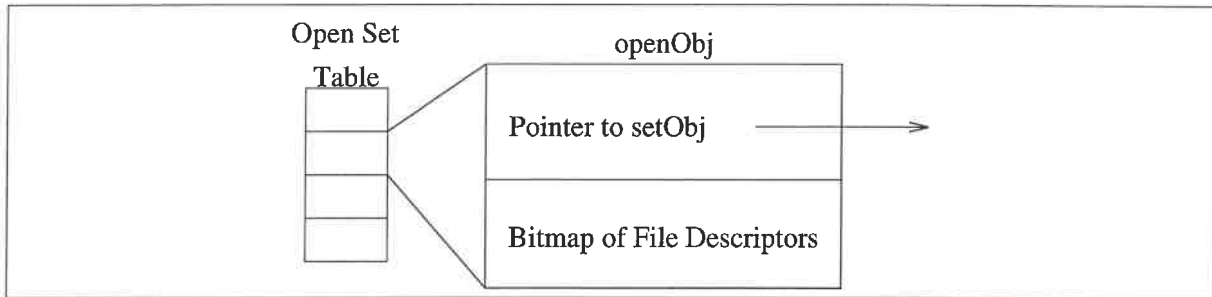 Open Set
Table
openObj
Pointer to setObj
Bitmap of File Descriptors